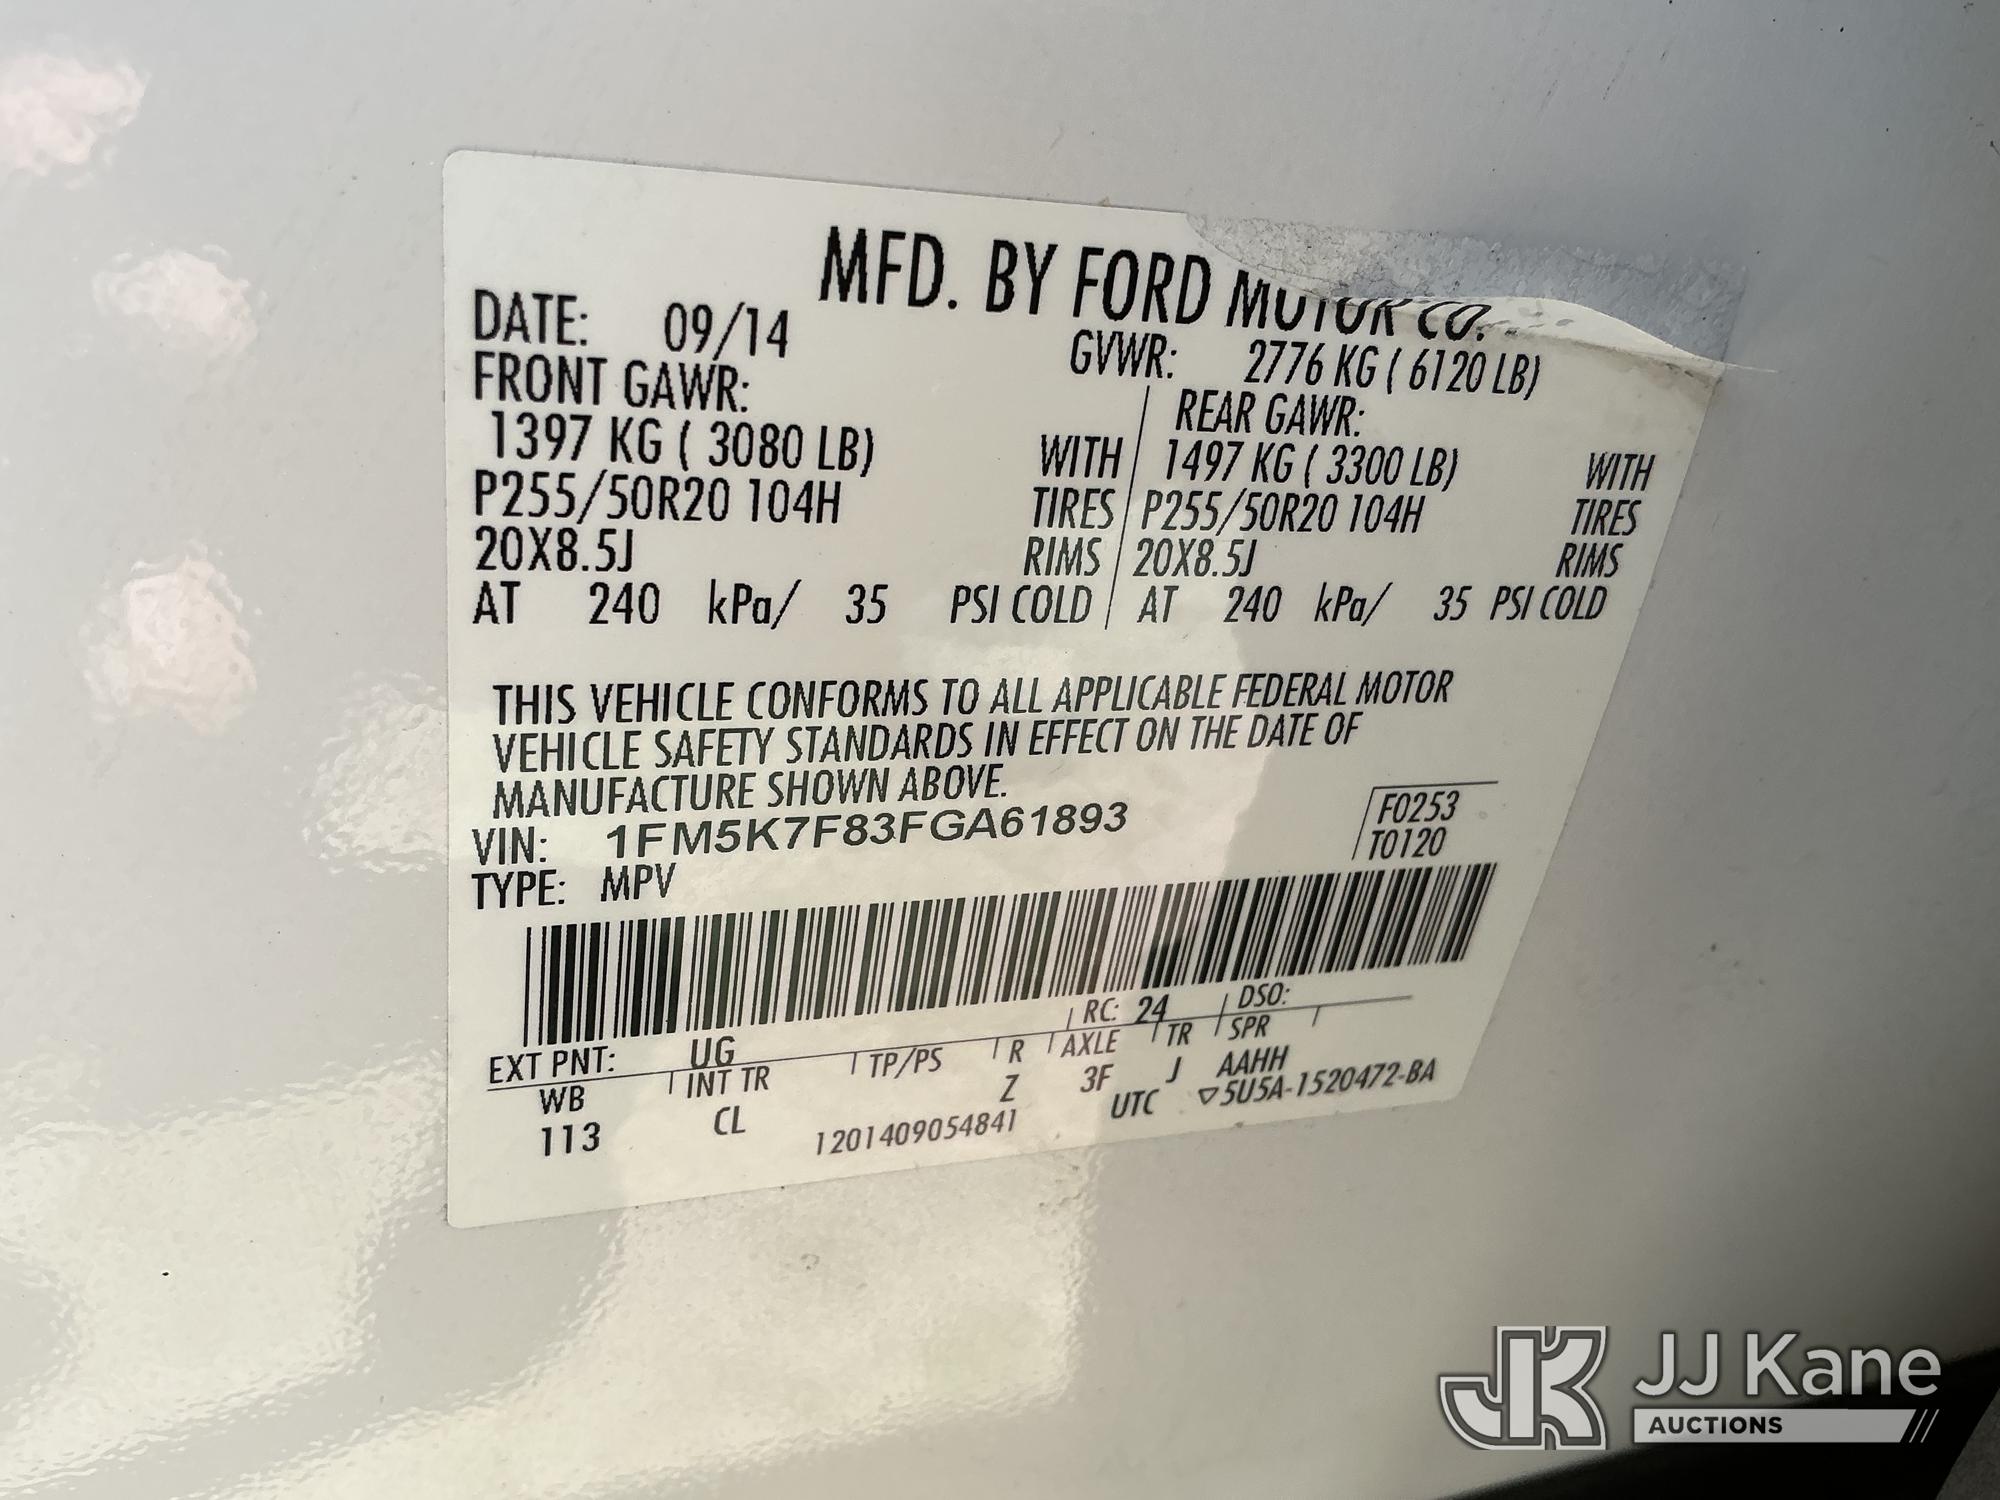 MFD. BY FORD MOTOR CO.
DATE: 09/14 GVWR: 2776 KG ( 6120 LB)
FRONT GAWR: REAR GAWR:
1397 KG ( 3080 LB) WITH 1497 KG ( 3300 LB) WITH
P255/50R20 104H TIRES P255/50R20 104H TIRES
20X8.5J RIMS 20X8.5J RIMS
AT 240 kPa/ 35 PSI COLD AT 240 kPa/ 35 PSI COLD
THIS VEHICLE CONFORMS TO ALL APPLICABLE FEDERAL MOTOR
VEHICLE SAFETY STANDARDS IN EFFECT ON THE DATE OF
MANUFACTURE SHOWN ABOVE.
VIN: 1FM5K7F83FGA61893
F0253
TYPE: MPV
T0120
RC: 24 DSO:
EXT PNT: UG
WB INT TR TP/PS R AXLE TR SPR
113 CL Z 3F J AAHH
1201409054841 UTC ▽5U5A-1520472-BA
JK JJ Kane
AUCTIONS